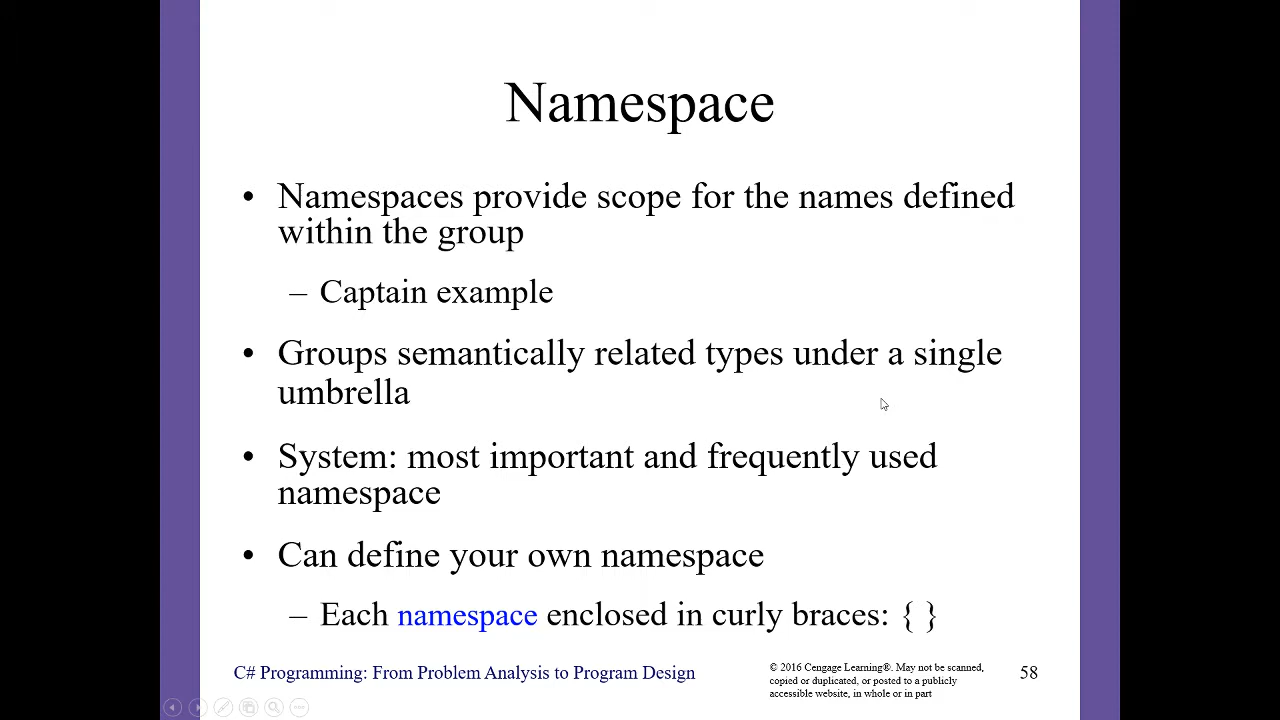 Namespace
• Namespaces provide scope for the names defined
within the group
– Captain example
• Groups semantically related types under a single
umbrella
• System: most important and frequently used
namespace
• Can define your own namespace
– Each namespace enclosed in curly braces: { }
C# Programming: From Problem Analysis to Program Design
© 2016 Cengage Learning®. May not be scanned,
copied or duplicated, or posted to a publicly
accessible website, in whole or in part
58